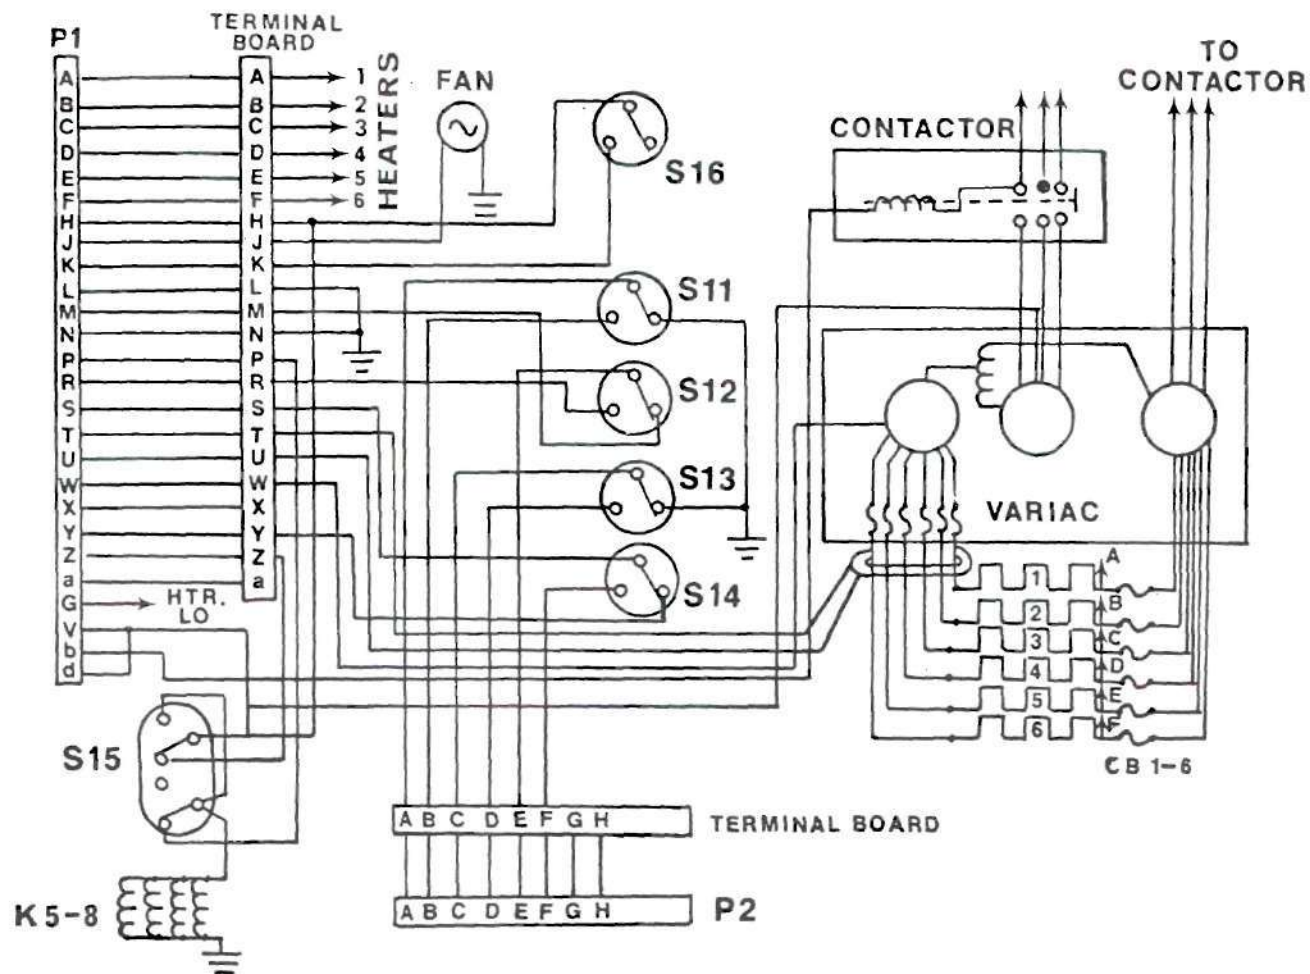 P1
TERMINAL
BOARD
A A 1
B B 2
C C 3
D D 4
E E 5
F F 6
H H
J J
K K
L L
M M
N N
P P
R R
S S
T T
U U
W W
X X
Y Y
Z Z
a a
G HTR.
LO
V
b
d
HEATERS
FAN
S16
S11
S12
S13
S14
S15
K5-8
CONTACTOR
TO
CONTACTOR
VARIAC
1 A
2 B
3 C
4 D
5 E
6 F
CB 1-6
A B C D E F G H
TERMINAL BOARD
A B C D E F G H
P2